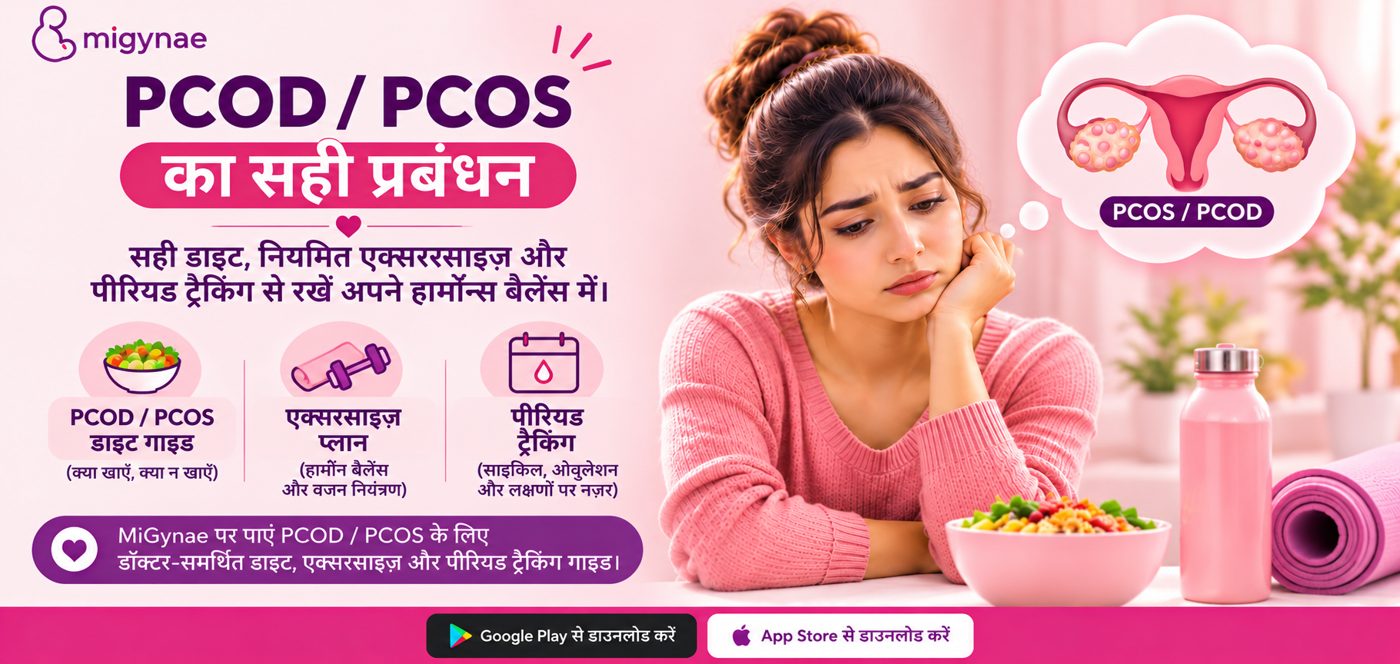 migynae
PCOD / PCOS
का सही प्रबंधन
सही डाइट, नियमित एक्सररसाइज़ और
पीरियड ट्रैकिंग से रखें अपने हार्मोन्स बैलेंस में।
PCOD / PCOS
डाइट गाइड
(क्या खाएँ, क्या न खाएँ)
एक्सरसाइज़
प्लान
(हार्मोन बैलेंस
और वजन नियंत्रण)
पीरियड
ट्रैकिंग
(साइकिल, ओवुलेशन
और लक्षणों पर नज़र)
MiGynae पर पाएं PCOD / PCOS के लिए
डॉक्टर-समर्थित डाइट, एक्सरसाइज़ और पीरियड ट्रैकिंग गाइड।
PCOS / PCOD
Google Play से डाउनलोड करें
App Store से डाउनलोड करें